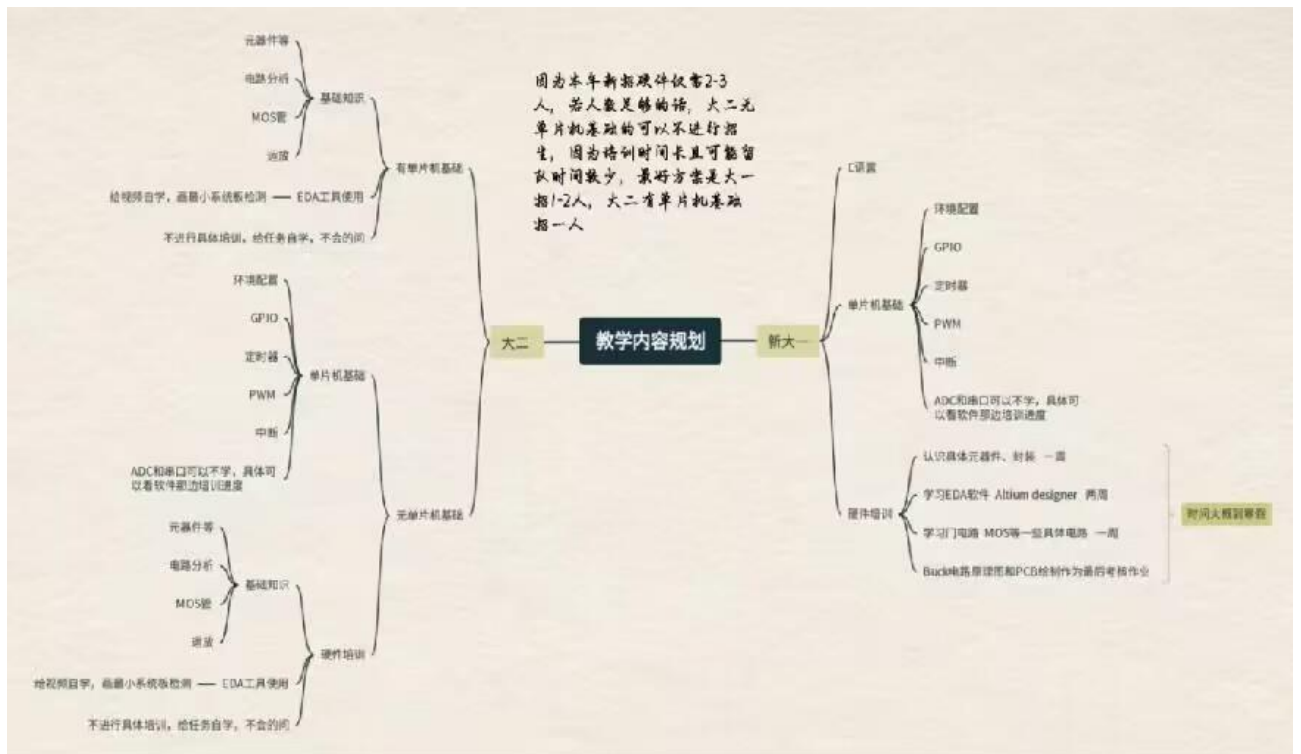 教学内容规划
因为本年新招硬件仅需2-3
人，若人数足够的话，大二无
单片机基础的可以不进行招
生，因为培训时间长且可能留
队时间较少，最好方案是大一
招1-2人，大二有单片机基础
招一人
大二
有单片机基础
基础知识
元器件等
电路分析
MOS管
运放
EDA工具使用
给视频自学，画最小系统板检测
不进行具体培训，给任务自学，不会的问
无单片机基础
单片机基础
环境配置
GPIO
定时器
PWM
中断
ADC和串口可以不学，具体可
以看软件那边培训进度
硬件培训
基础知识
元器件等
电路分析
MOS管
运放
EDA工具使用
给视频自学，画最小系统板检测
不进行具体培训，给任务自学，不会的问
新大一
C语言
单片机基础
环境配置
GPIO
定时器
PWM
中断
ADC和串口可以不学，具体可
以看软件那边培训进度
硬件培训
认识具体元器件、封装 一周
学习EDA软件 Altium designer 两周
学习门电路 MOS等一些具体电路 一周
Buck电路原理图和PCB绘制作为最后考核作业
时间大概到寒假